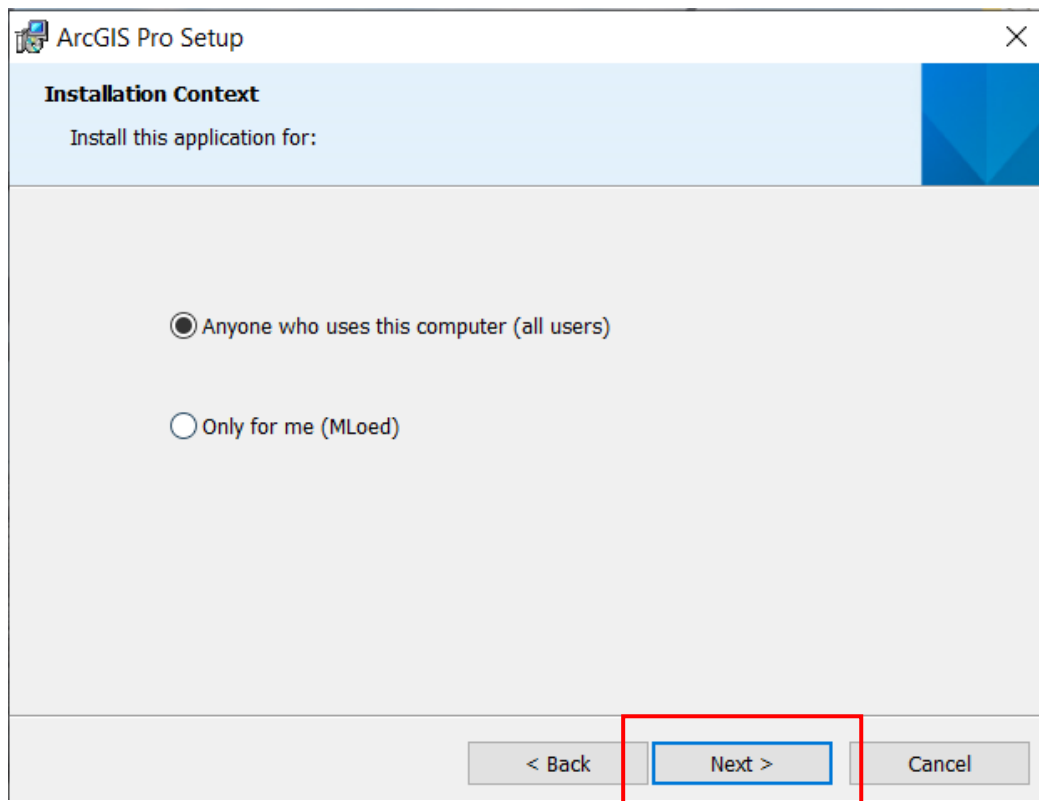 ArcGIS Pro Setup
Installation Context
Install this application for:
Anyone who uses this computer (all users)
Only for me (MLoed)
< Back
Next >
Cancel